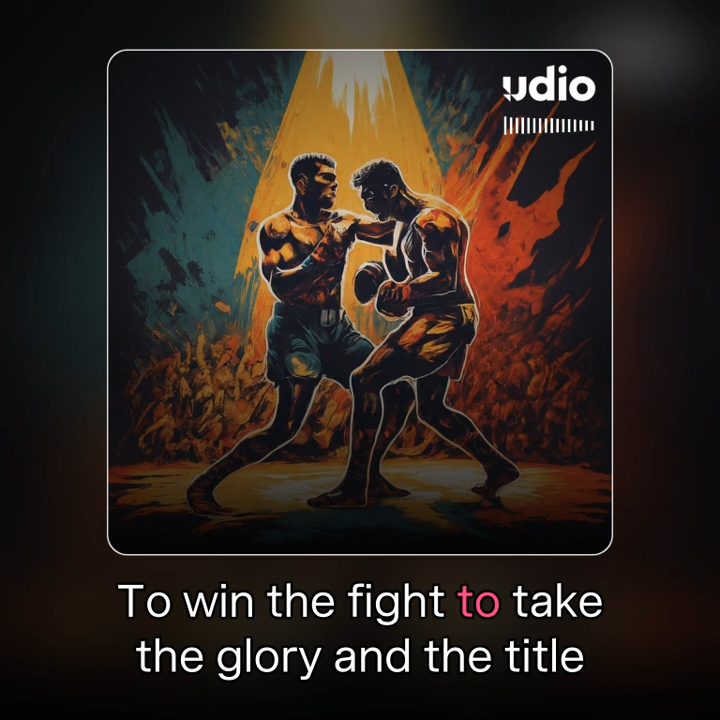 udio
To win the fight to take
the glory and the title